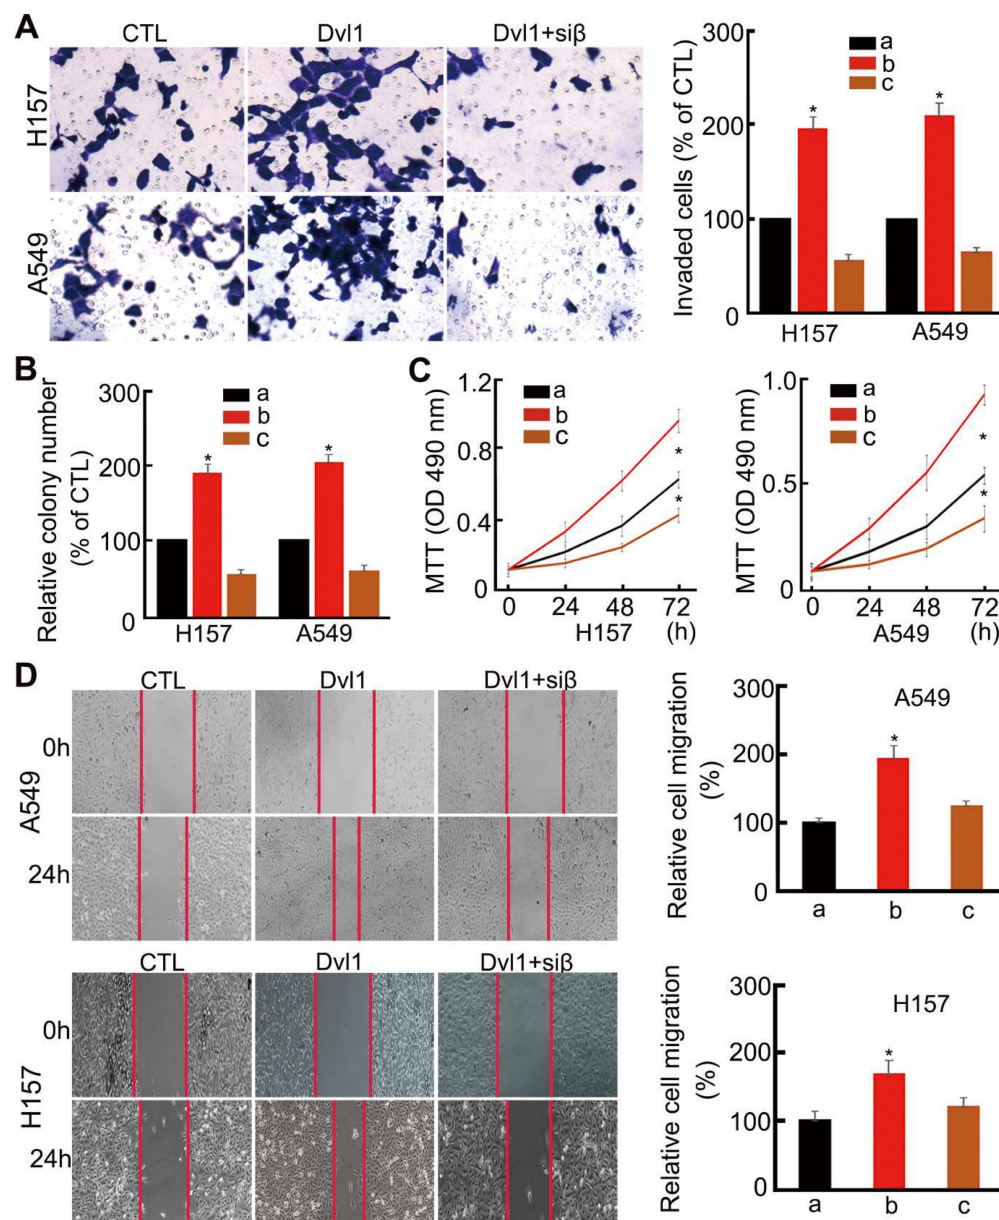 A
CTL
Dvl1
Dvl1+siβ
H157
A549
Invaded cells (% of CTL)
300
200
100
0
a
b
c
*
*
H157
A549
B
Relative colony number
(% of CTL)
300
200
100
0
a
b
c
*
*
H157
A549
C
MTT (OD 490 nm)
1.2
0.8
0.4
0
a
b
c
*
*
0
24
48
72
H157
(h)
MTT (OD 490 nm)
1.0
0.5
0
a
b
c
*
*
0
24
48
72
A549
(h)
D
CTL
Dvl1
Dvl1+siβ
A549
0h
24h
Relative cell migration
(%)
300
200
100
0
A549
*
a
b
c
CTL
Dvl1
Dvl1+siβ
H157
0h
24h
Relative cell migration
(%)
300
200
100
0
H157
*
a
b
c